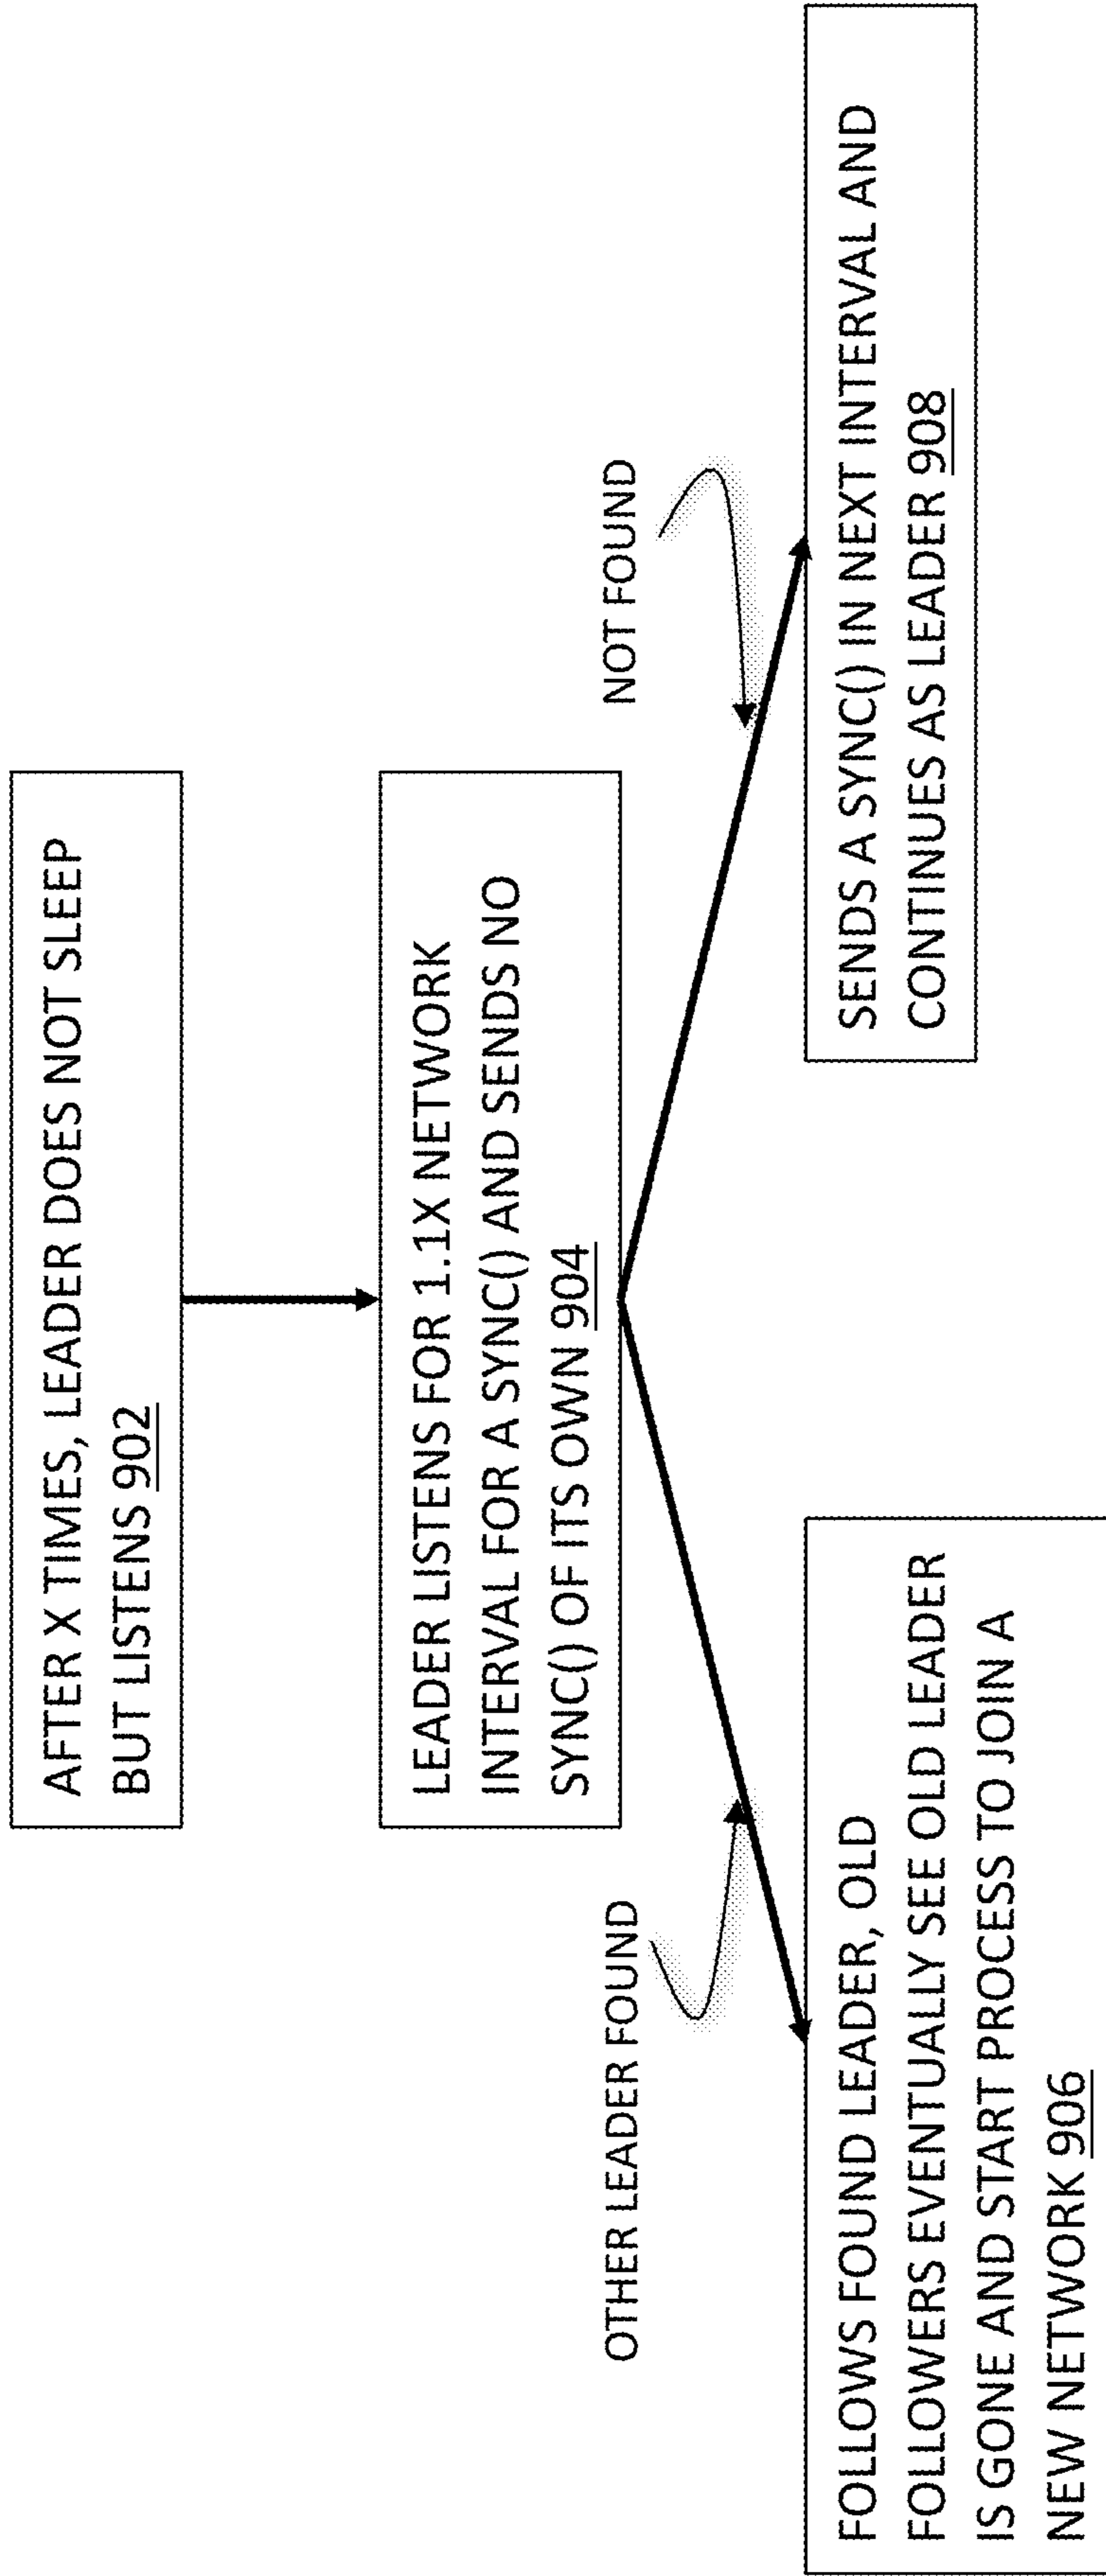 AFTER X TIMES, LEADER DOES NOT SLEEP
BUT LISTENS 902
LEADER LISTENS FOR 1.1X NETWORK
INTERVAL FOR A SYNC() AND SENDS NO
SYNC() OF ITS OWN 904
OTHER LEADER FOUND
NOT FOUND
FOLLOWS FOUND LEADER, OLD
FOLLOWERS EVENTUALLY SEE OLD LEADER
IS GONE AND START PROCESS TO JOIN A
NEW NETWORK 906
SENDS A SYNC() IN NEXT INTERVAL AND
CONTINUES AS LEADER 908